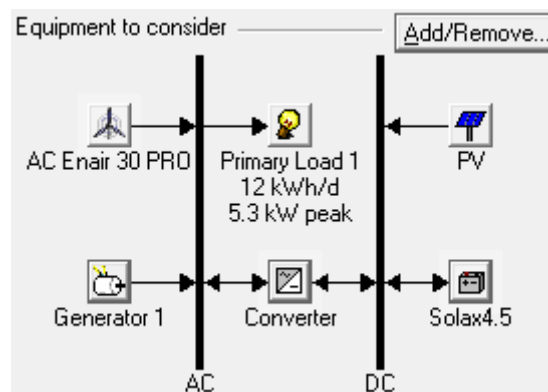 Equipment to consider
Add/Remove...
AC Enair 30 PRO
Primary Load 1
12 kWh/d
5.3 kW peak
PV
Generator 1
Converter
Solax4.5
AC
DC